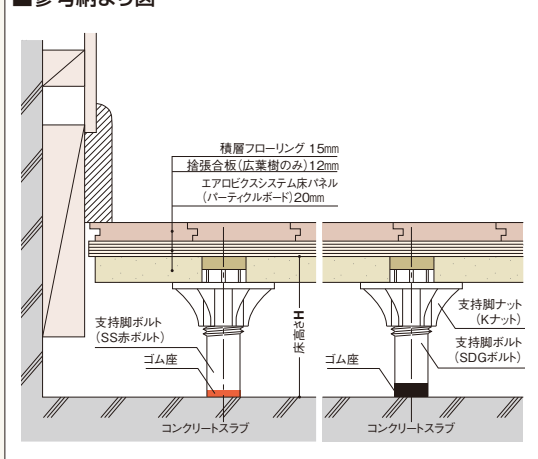 ■参考納まり図
積層フローリング 15mm
捨張合板(広葉樹のみ)12mm
エアロビクスシステム床パネル
(パーティクルボード)20mm
支持脚ボルト
(SS赤ボルト)
ゴム座
床高さH
支持脚ナット
(Kナット)
支持脚ボルト
(SDGボルト)
ゴム座
コンクリートスラブ
コンクリートスラブ